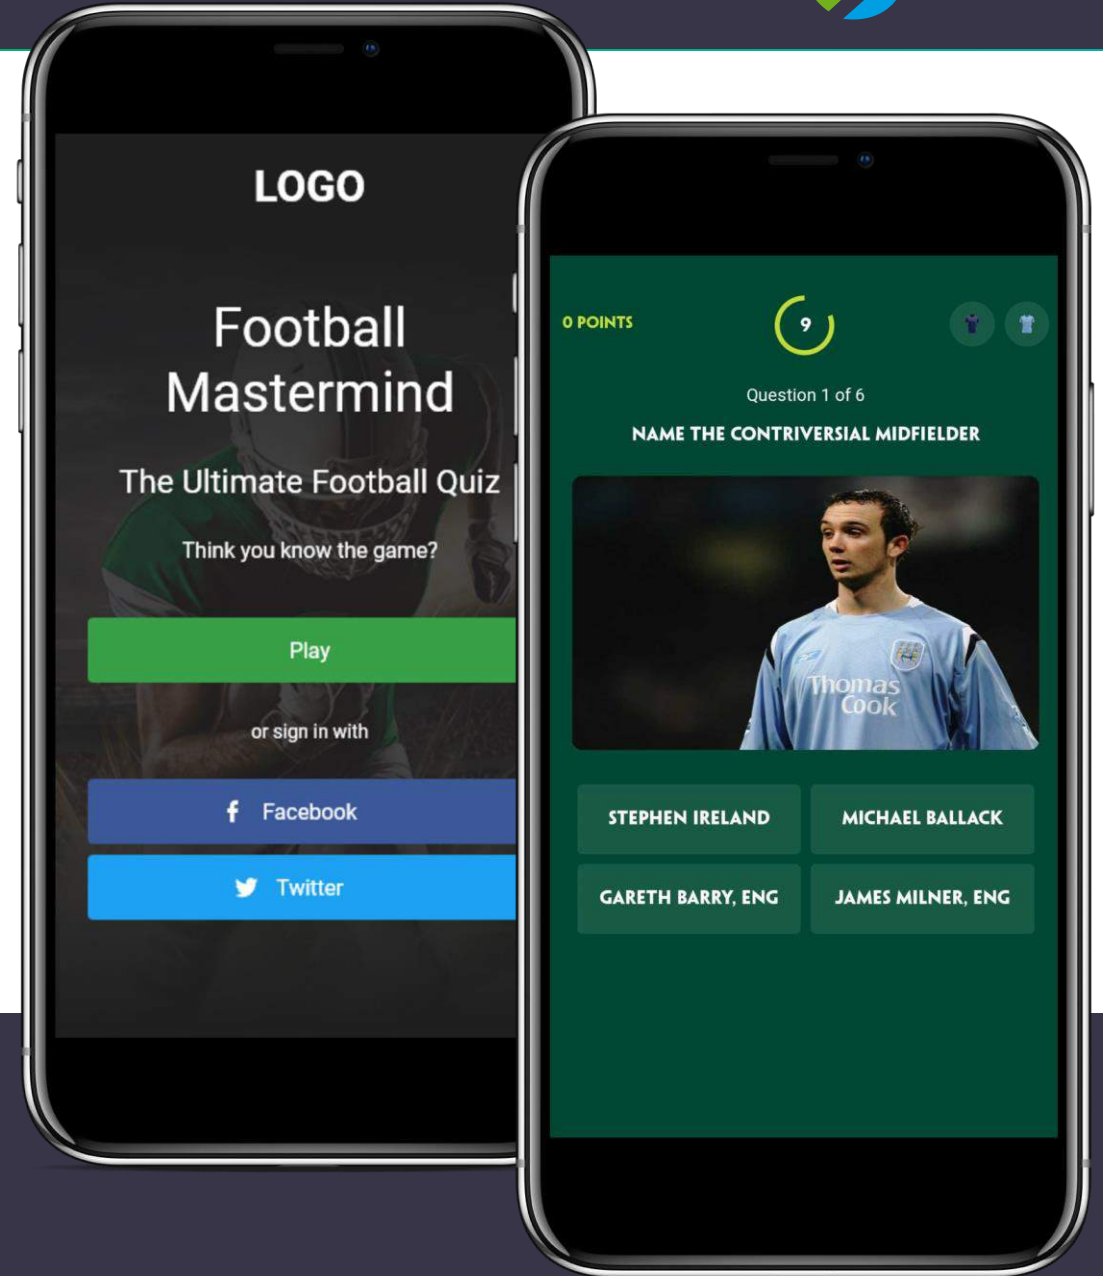 LOGO
Football
Mastermind
The Ultimate Football Quiz
Think you know the game?
Play
or sign in with
f Facebook
Twitter
0 POINTS
9
Question 1 of 6
NAME THE CONTRIVERSIAL MIDFIELDER
Thomas
Cook
STEPHEN IRELAND
MICHAEL BALLACK
GARETH BARRY, ENG
JAMES MILNER, ENG